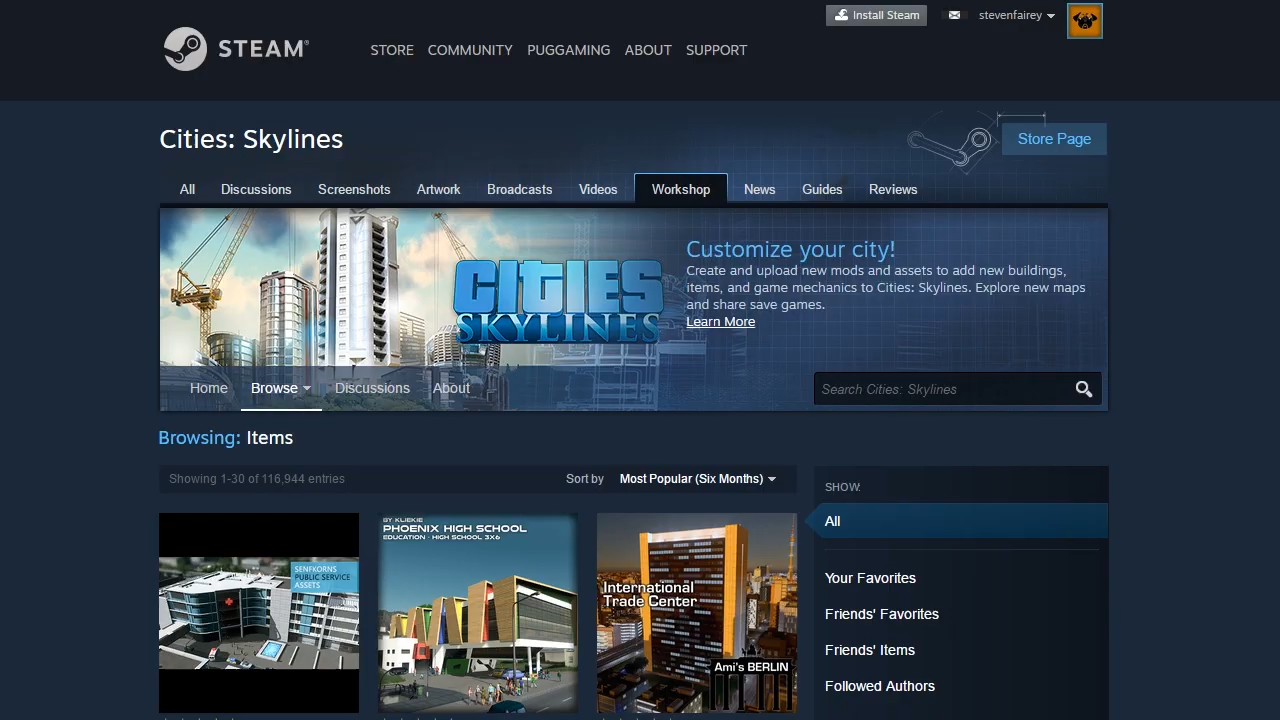 Install Steam
stevenfairey
STEAM®
STORE COMMUNITY PUGGAMING ABOUT SUPPORT
Cities: Skylines
Store Page
All Discussions Screenshots Artwork Broadcasts Videos Workshop News Guides Reviews
CITIES
SKYLINES
Customize your city!
Create and upload new mods and assets to add new buildings,
items, and game mechanics to Cities: Skylines. Explore new maps
and share save games.
Learn More
Home Browse Discussions About
Search Cities: Skylines
Browsing: Items
Showing 1-30 of 116,944 entries
Sort by Most Popular (Six Months)
SENFKORNS
PUBLIC SERVICE
ASSETS
BY KLIEKIE
PHOENIX HIGH SCHOOL
EDUCATION - HIGH SCHOOL 3X6
International
Trade Center
Ami's BERLIN
SHOW:
All
Your Favorites
Friends' Favorites
Friends' Items
Followed Authors